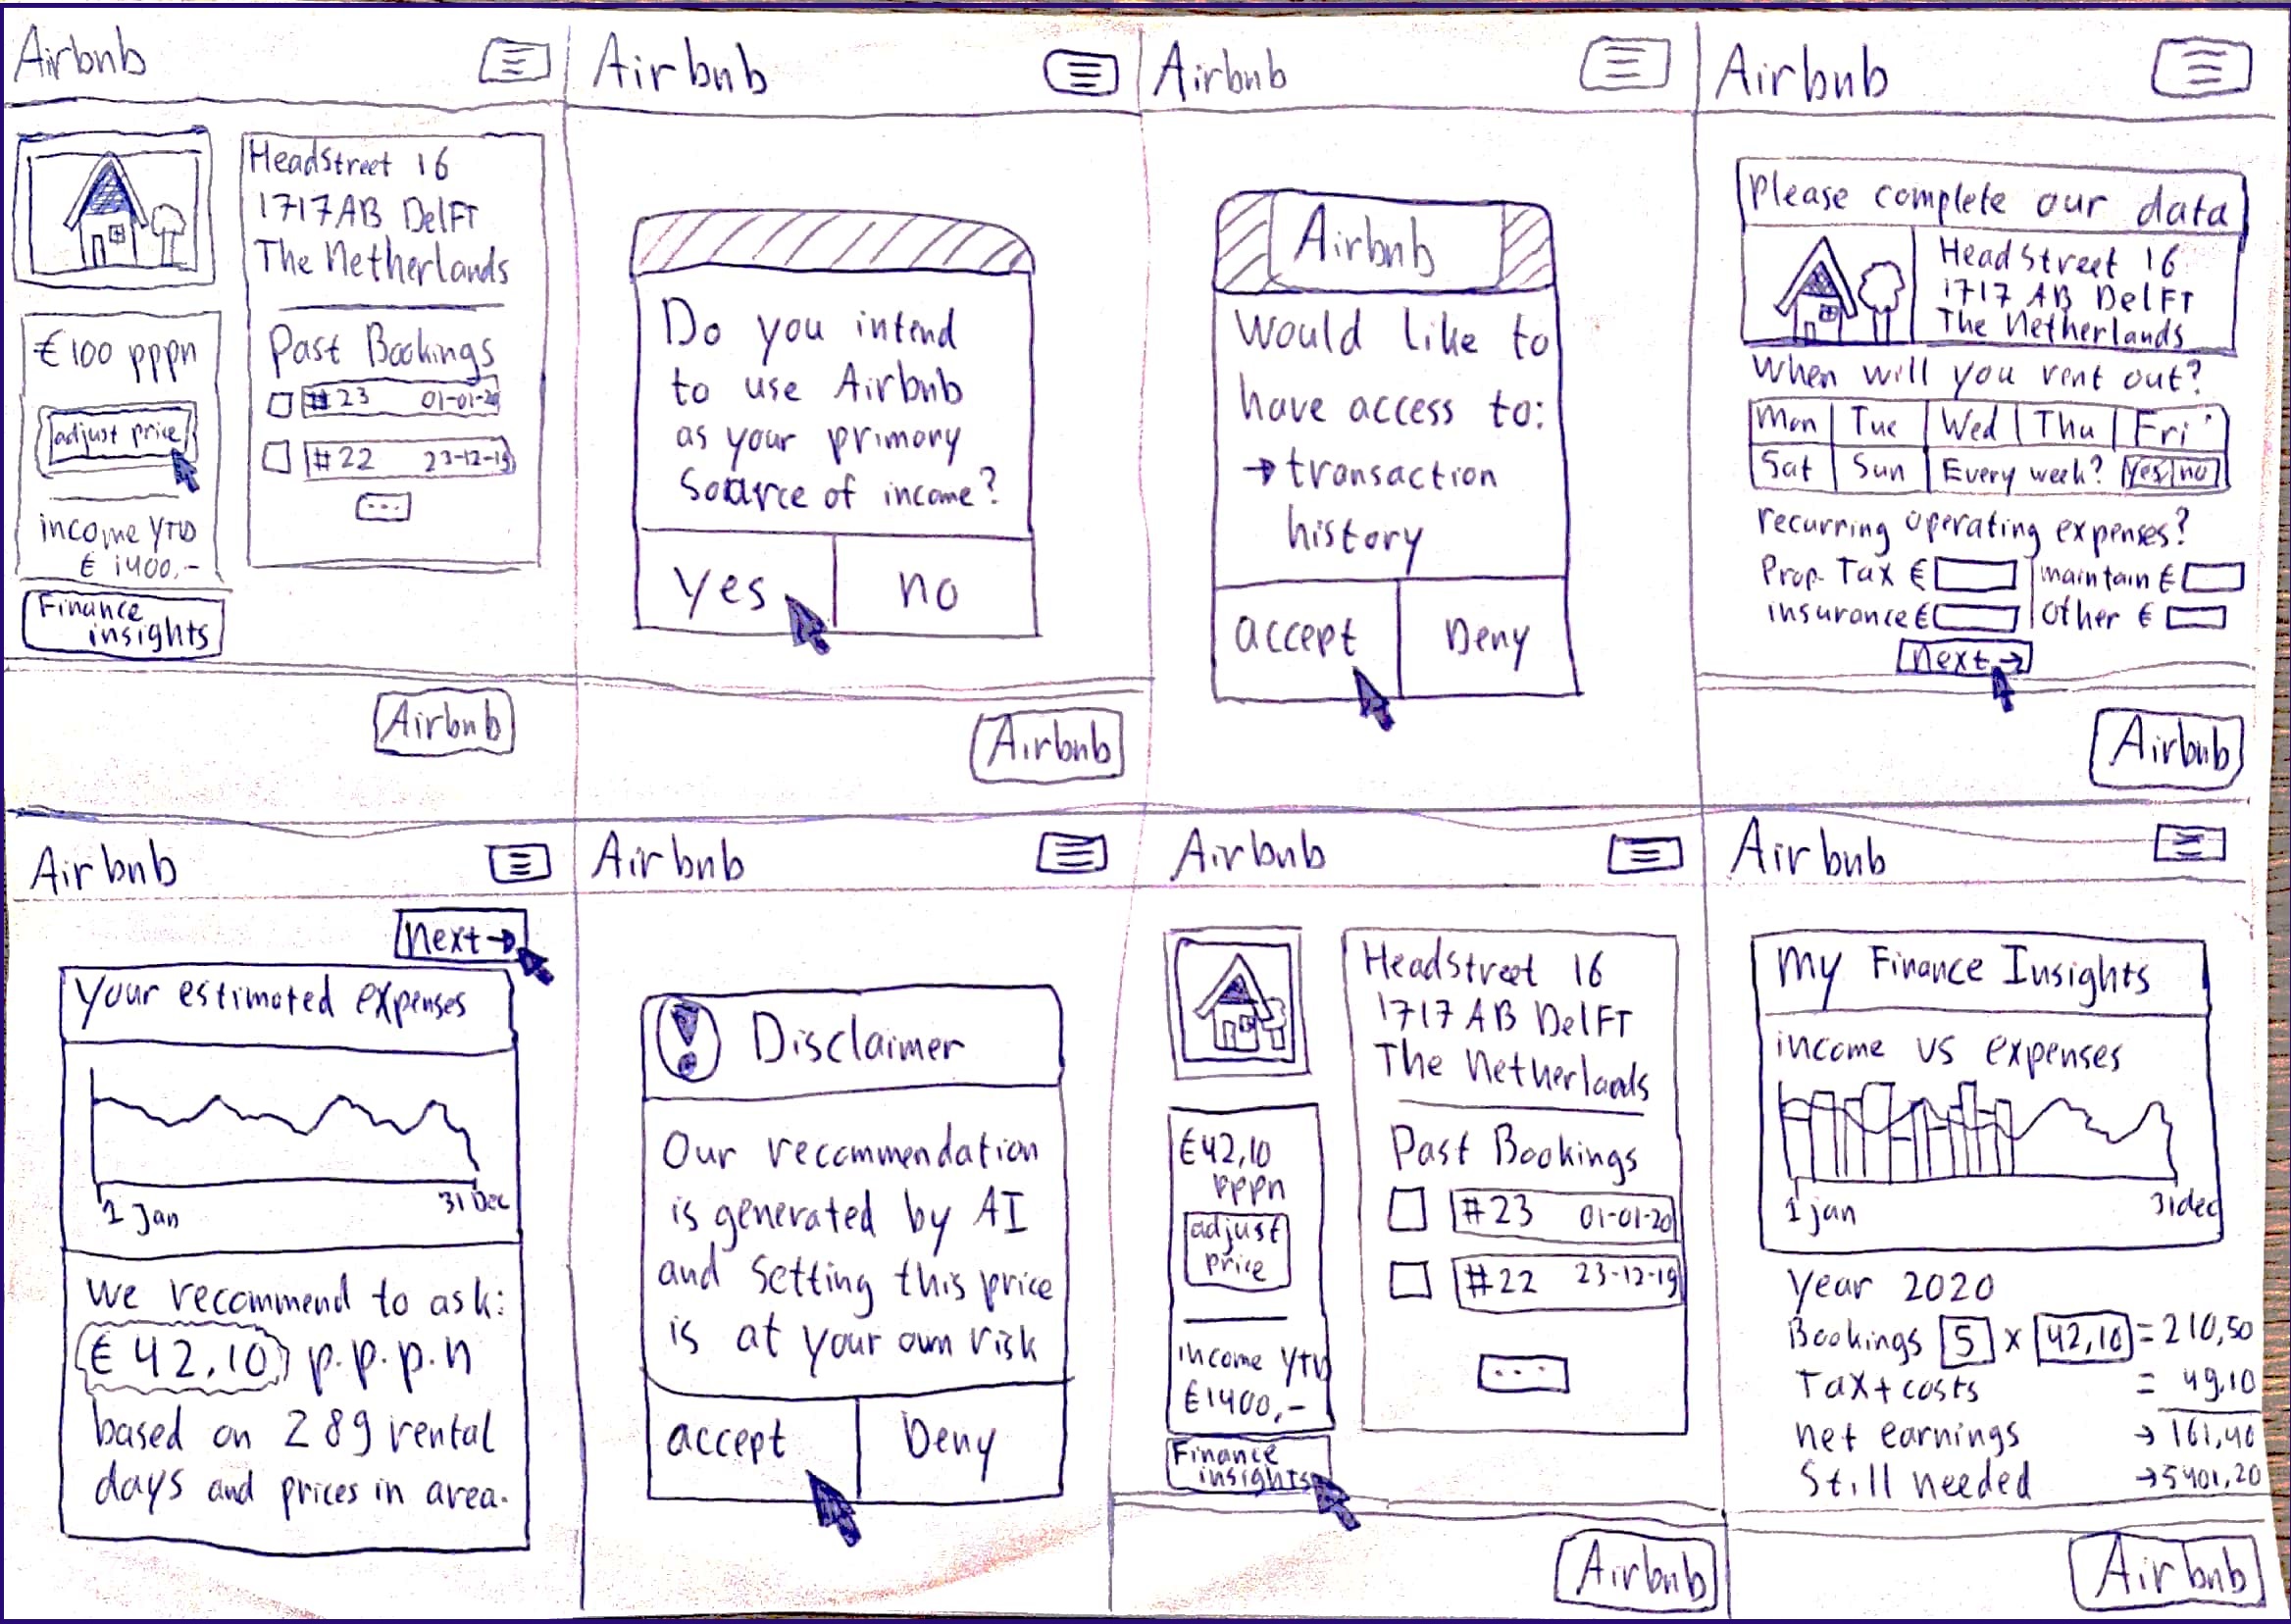 Airbnb
HeadStreet 16
1717AB Delft
The Netherlands
€100 pppn
adjust price
income YTD
€ 1400,-
Finance
insights
Past Bookings
#23 01-01-20
#22 23-12-19
...
Airbnb
Airbnb
Do you intend
to use Airbnb
as your primary
Source of income?
yes no
Airbnb
Airbnb
Airbnb
would like to
have access to:
→ transaction
history
accept Deny
Airbnb
Please complete our data
HeadStreet 16
1717 AB Delft
The Netherlands
When will you rent out?
Mon Tue Wed Thu Fri
Sat Sun Every week? yes no
recurring operating expenses?
Prop. Tax € maintain €
insurance € other €
next →
Airbnb
Airbnb
Next →
Your estimated expenses
1 Jan 31 Dec
We recommend to ask:
€ 42,10 p.p.p.n
based on 289 rental
days and prices in area.
Airbnb
! Disclaimer
Our recommendation
is generated by AI
and setting this price
is at your own risk
accept Deny
Airbnb
HeadStreet 16
1717 AB Delft
The Netherlands
€42,10
pppn
adjust
price
income YTD
€1400,-
Finance
insights
Past Bookings
#23 01-01-20
#22 23-12-19
...
Airbnb
Airbnb
My Finance Insights
income vs expenses
1 jan 31 dec
Year 2020
Bookings 5 x 42,10 = 210,50
Tax + costs = 49,10
net earnings → 161,40
Still needed → 5401,20
Airbnb